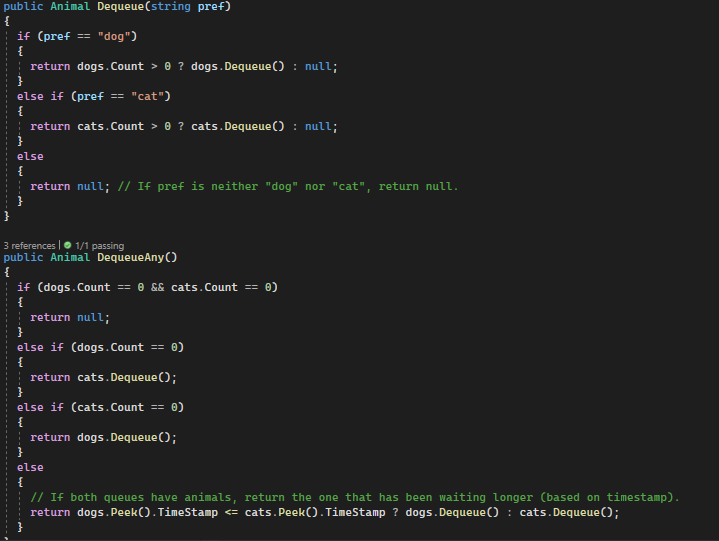 public Animal Dequeue(string pref)
{
if (pref == "dog")
{
return dogs.Count > 0 ? dogs.Dequeue() : null;
}
else if (pref == "cat")
{
return cats.Count > 0 ? cats.Dequeue() : null;
}
else
{
return null; // If pref is neither "dog" nor "cat", return null.
}
}
3 references | 1/1 passing
public Animal DequeueAny()
{
if (dogs.Count == 0 && cats.Count == 0)
{
return null;
}
else if (dogs.Count == 0)
{
return cats.Dequeue();
}
else if (cats.Count == 0)
{
return dogs.Dequeue();
}
else
{
// If both queues have animals, return the one that has been waiting longer (based on timestamp).
return dogs.Peek().TimeStamp <= cats.Peek().TimeStamp ? dogs.Dequeue() : cats.Dequeue();
}
}